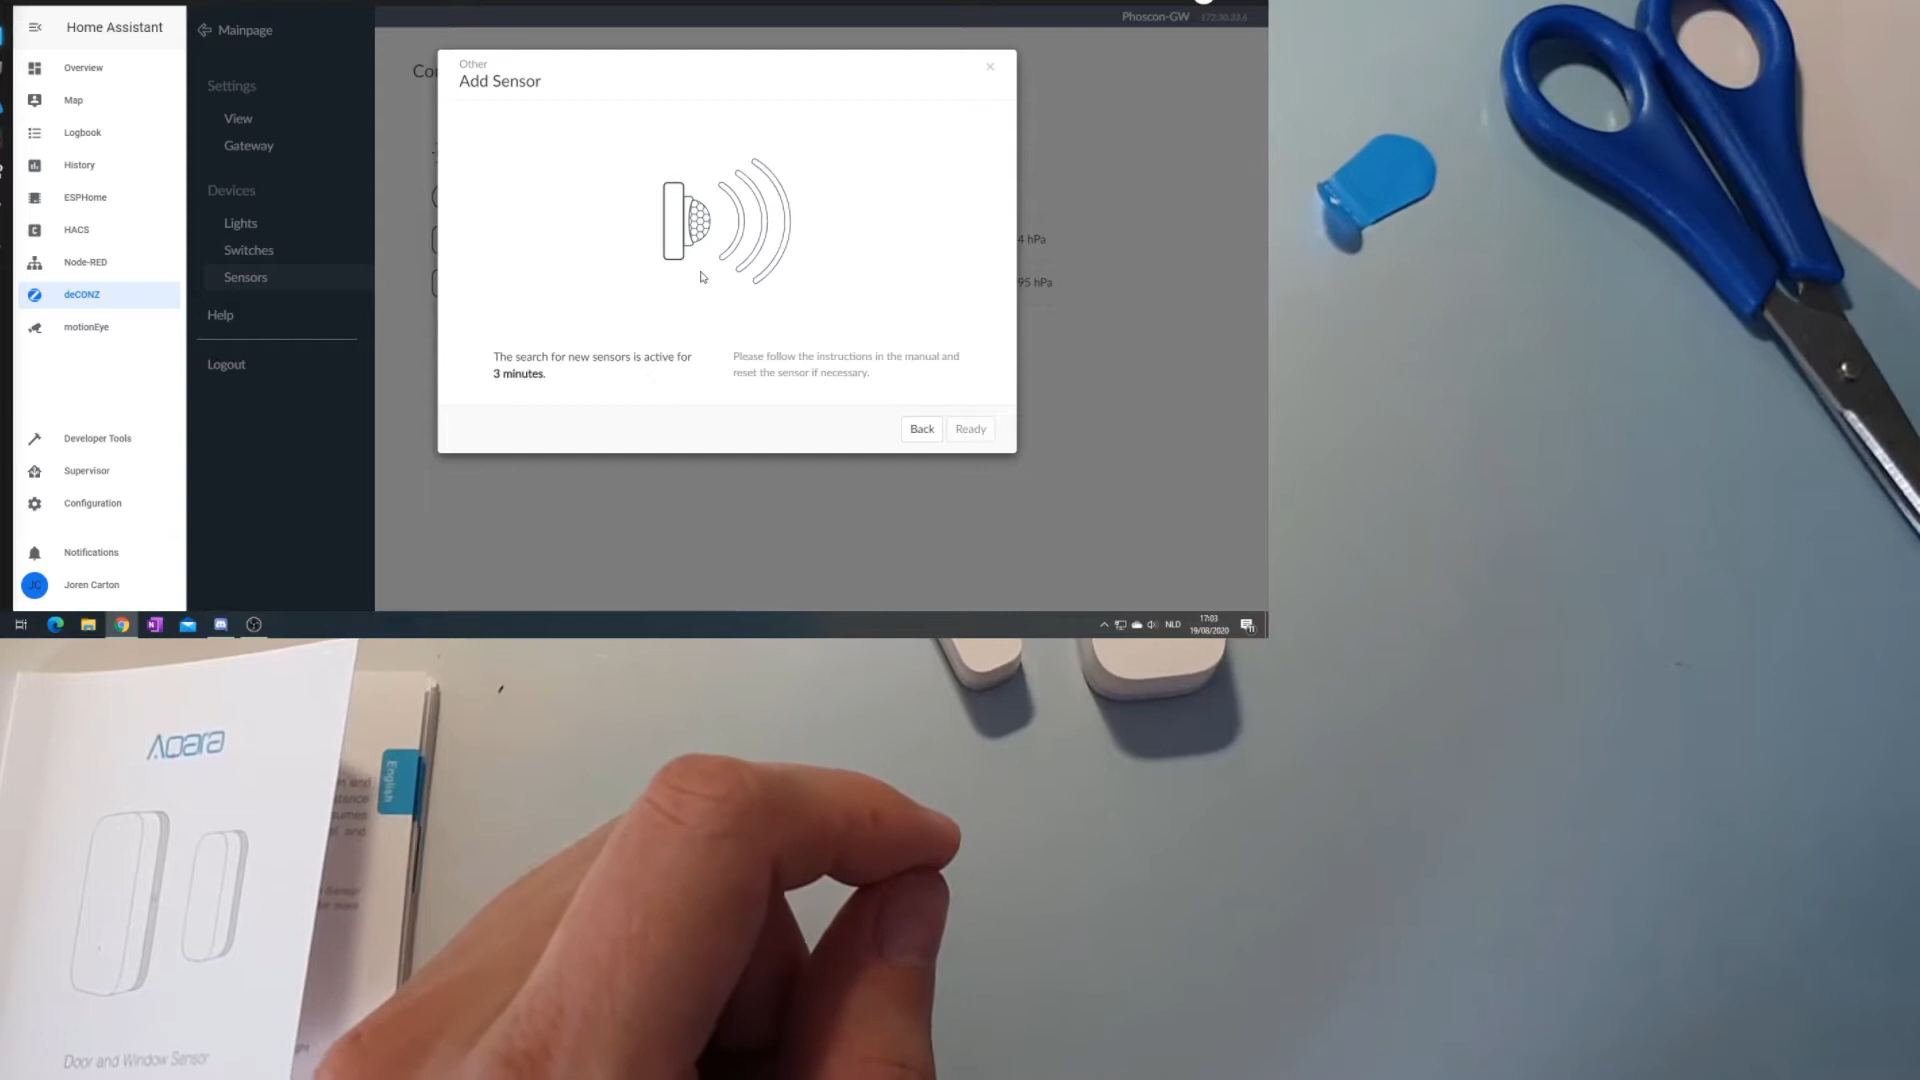 Home Assistant
Overview
Map
Logbook
History
ESPHome
HACS
Node-RED
deCONZ
motionEye
Developer Tools
Supervisor
Configuration
Notifications
JC
Joren Carton
Mainpage
Settings
View
Gateway
Devices
Lights
Switches
Sensors
Help
Logout
Phoscon-GW
Other
Add Sensor
×
The search for new sensors is active for
3 minutes.
Please follow the instructions in the manual and
reset the sensor if necessary.
Back
Ready
4 hPa
95 hPa
NLD
17:03
19/08/2020
Aqara
Door and Window Sensor
English